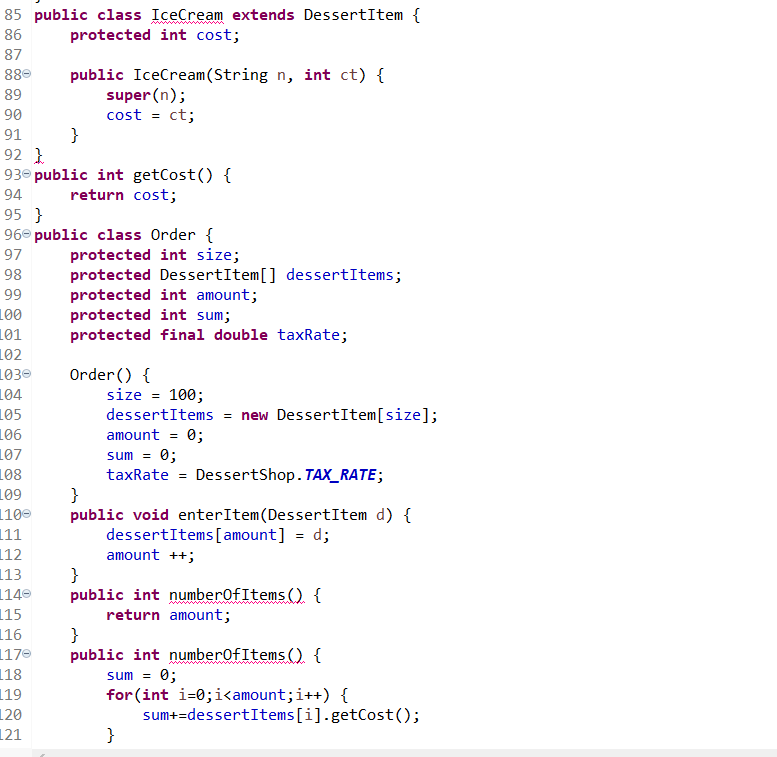 85 public class IceCream extends DessertItem {
86 protected int cost;
87
88 public IceCream(String n, int ct) {
89 super(n);
90 cost = ct;
91 }
92 }
93 public int getCost() {
94 return cost;
95 }
96 public class Order {
97 protected int size;
98 protected DessertItem[] dessertItems;
99 protected int amount;
100 protected int sum;
101 protected final double taxRate;
102
103 Order() {
104 size = 100;
105 dessertItems = new DessertItem[size];
106 amount = 0;
107 sum = 0;
108 taxRate = DessertShop.TAX_RATE;
109 }
110 public void enterItem(DessertItem d) {
111 dessertItems[amount] = d;
112 amount ++;
113 }
114 public int numberOfItems() {
115 return amount;
116 }
117 public int numberOfItems() {
118 sum = 0;
119 for(int i=0;i<amount;i++) {
120 sum+=dessertItems[i].getCost();
121 }